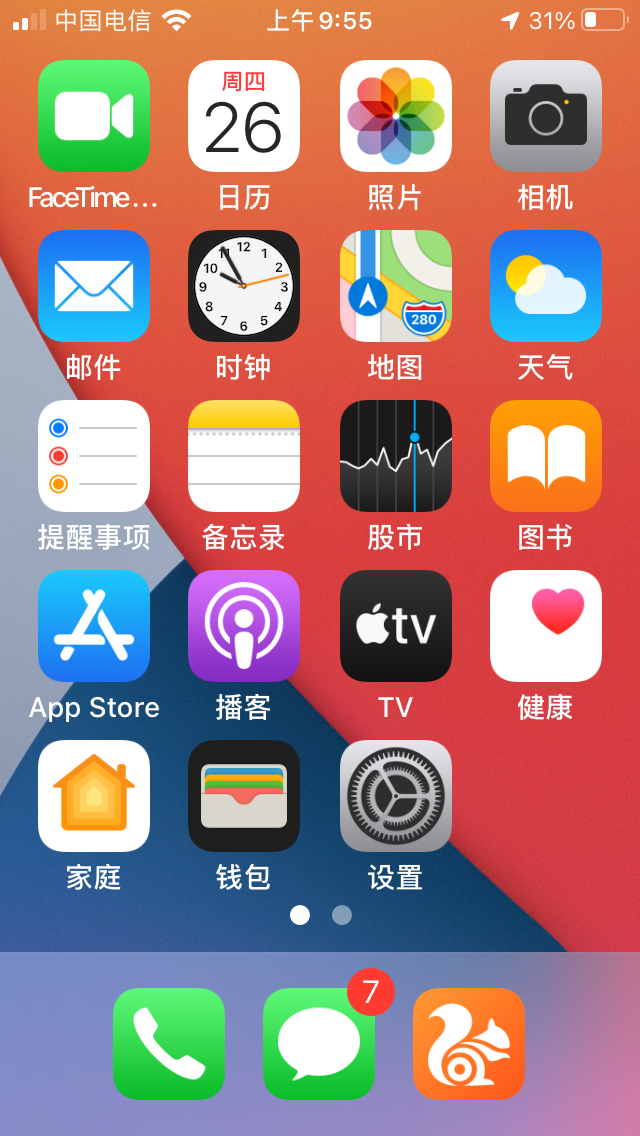 中国电信 上午9:55 31%
周四
26
FaceTime... 日历 照片 相机
12
11 1
10 2
9 3
8 4
7 5
6
280
邮件 时钟 地图 天气
提醒事项 备忘录 股市 图书
tv
App Store 播客 TV 健康
家庭 钱包 设置
7